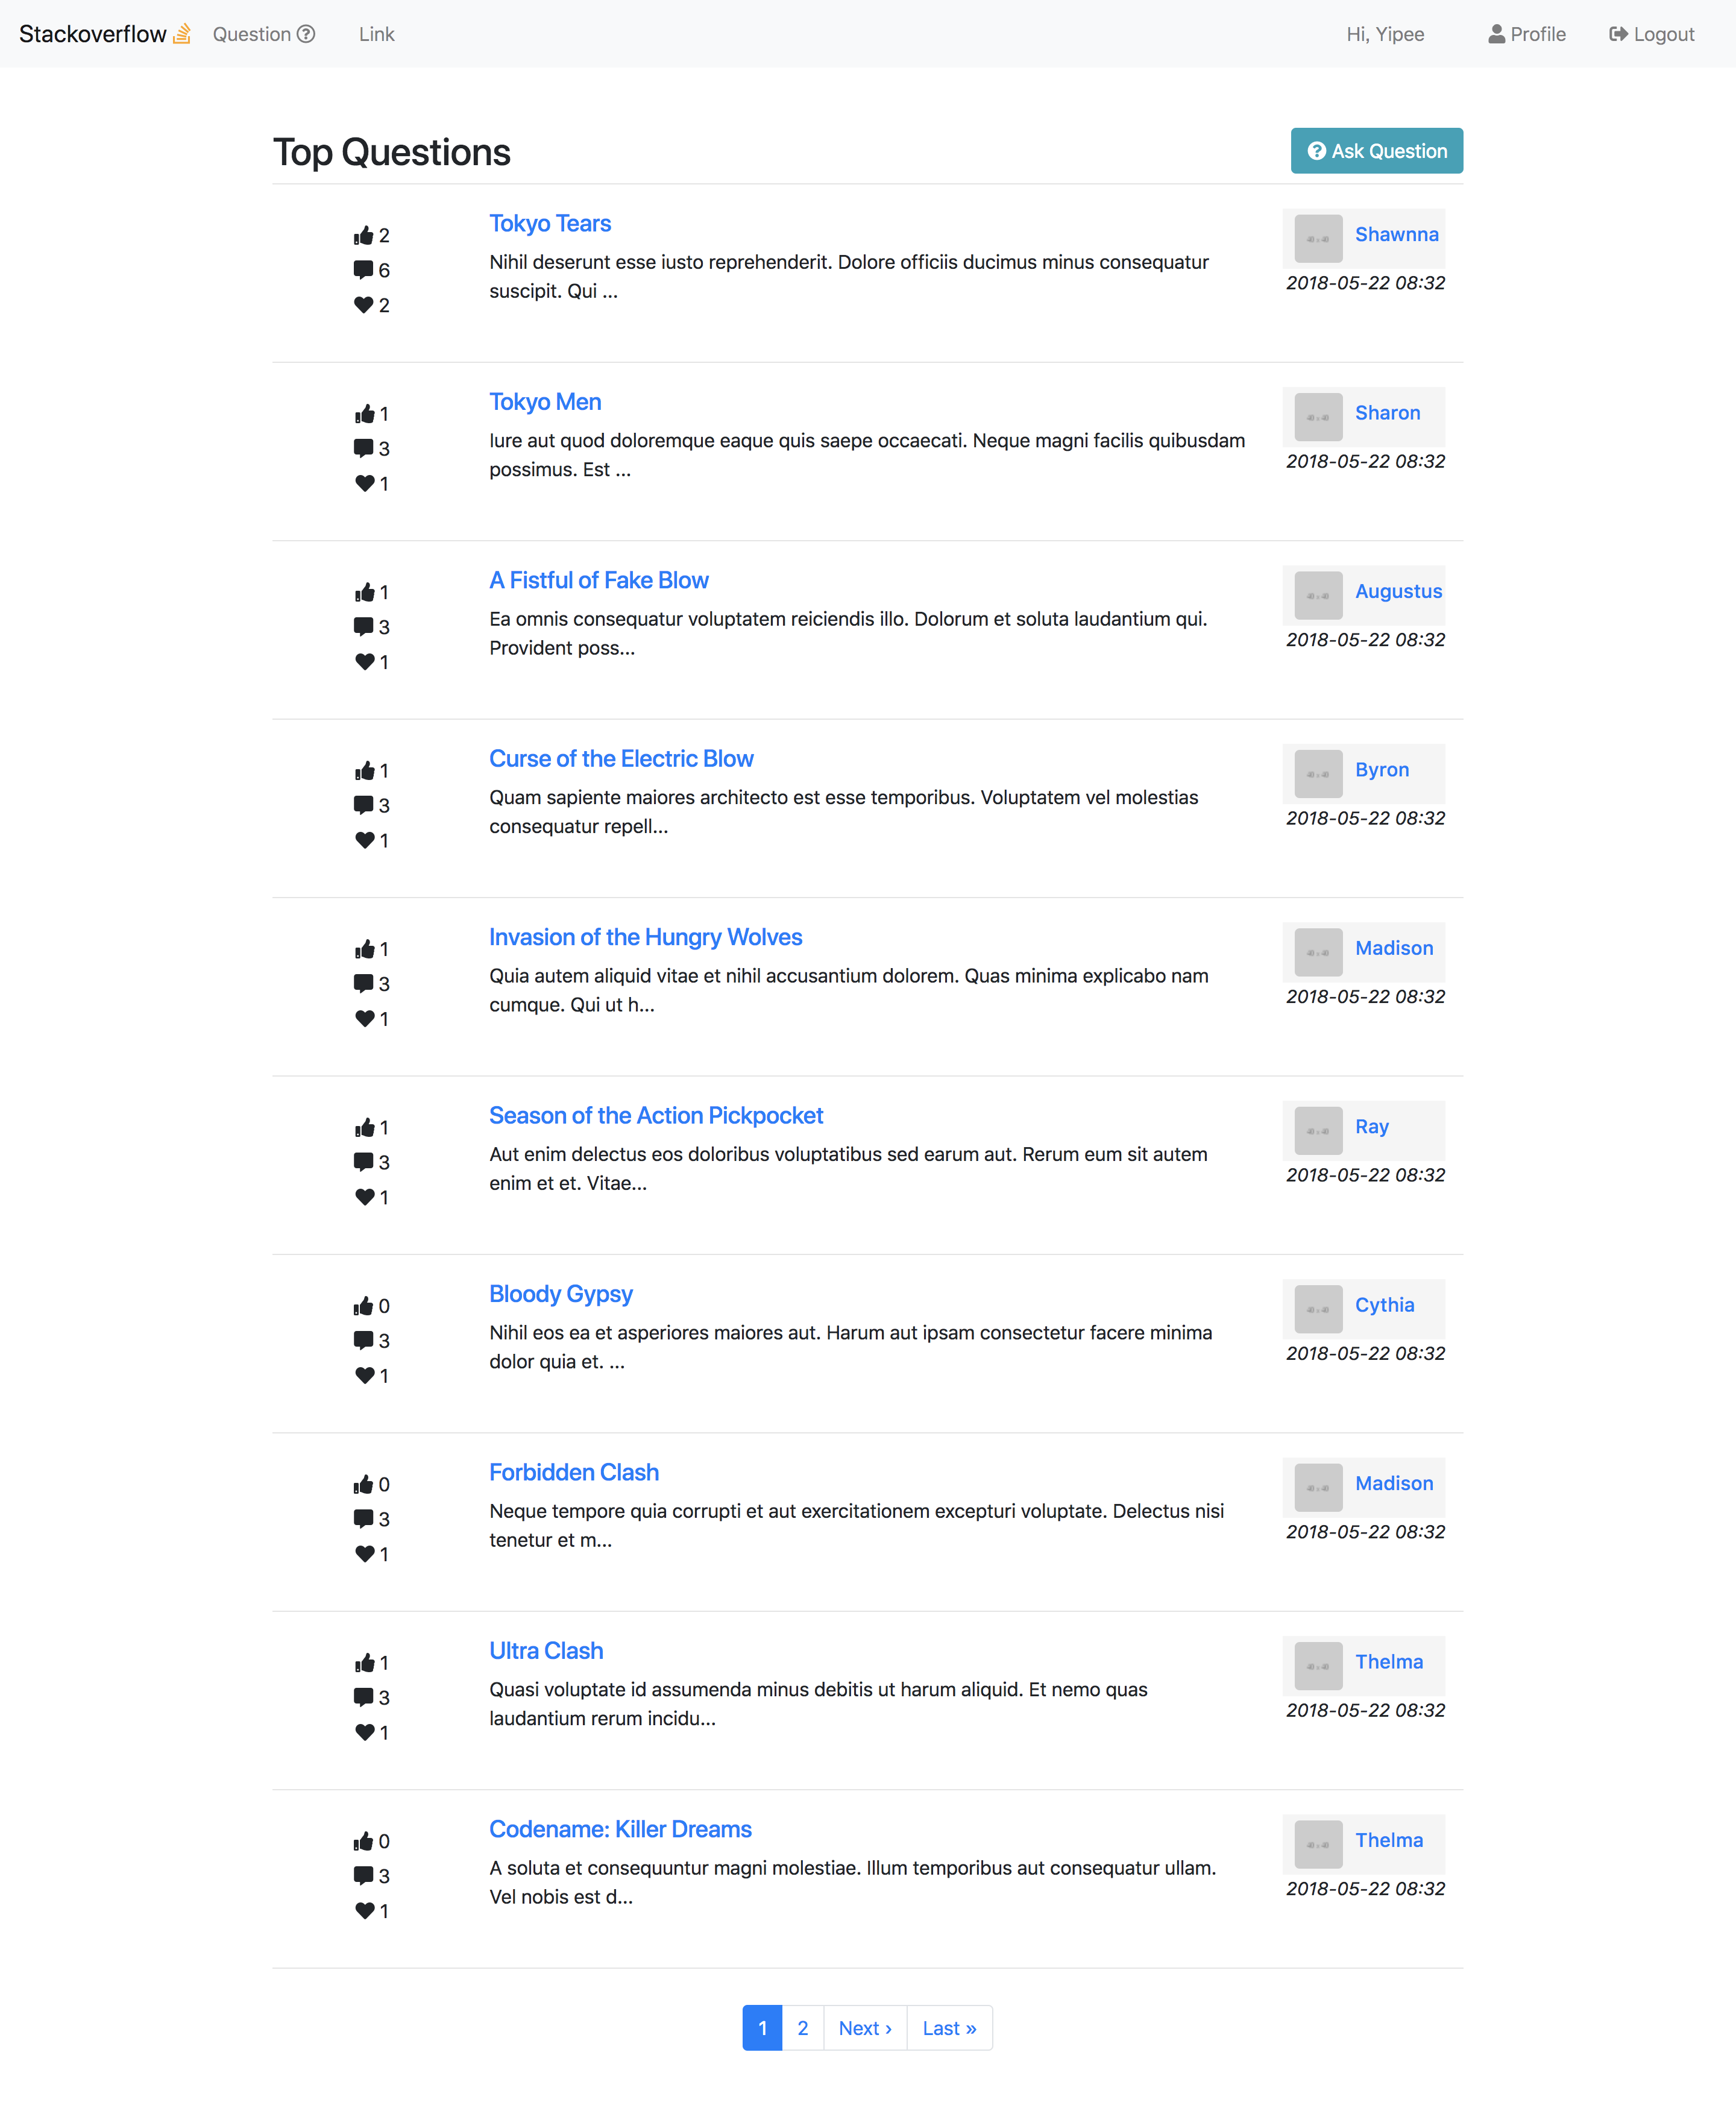 Stackoverflow Question Link Hi, Yipee Profile Logout
Top Questions
Ask Question
2
6
2
Tokyo Tears
Nihil deserunt esse iusto reprehenderit. Dolore officiis ducimus minus consequatur
suscipit. Qui ...
Shawnna
2018-05-22 08:32
1
3
1
Tokyo Men
Iure aut quod doloremque eaque quis saepe occaecati. Neque magni facilis quibusdam
possimus. Est ...
Sharon
2018-05-22 08:32
1
3
1
A Fistful of Fake Blow
Ea omnis consequatur voluptatem reiciendis illo. Dolorum et soluta laudantium qui.
Provident poss...
Augustus
2018-05-22 08:32
1
3
1
Curse of the Electric Blow
Quam sapiente maiores architecto est esse temporibus. Voluptatem vel molestias
consequatur repell...
Byron
2018-05-22 08:32
1
3
1
Invasion of the Hungry Wolves
Quia autem aliquid vitae et nihil accusantium dolorem. Quas minima explicabo nam
cumque. Qui ut h...
Madison
2018-05-22 08:32
1
3
1
Season of the Action Pickpocket
Aut enim delectus eos doloribus voluptatibus sed earum aut. Rerum eum sit autem
enim et et. Vitae...
Ray
2018-05-22 08:32
0
3
1
Bloody Gypsy
Nihil eos ea et asperiores maiores aut. Harum aut ipsam consectetur facere minima
dolor quia et. ...
Cythia
2018-05-22 08:32
0
3
1
Forbidden Clash
Neque tempore quia corrupti et aut exercitationem excepturi voluptate. Delectus nisi
tenetur et m...
Madison
2018-05-22 08:32
1
3
1
Ultra Clash
Quasi voluptate id assumenda minus debitis ut harum aliquid. Et nemo quas
laudantium rerum incidu...
Thelma
2018-05-22 08:32
0
3
1
Codename: Killer Dreams
A soluta et consequuntur magni molestiae. Illum temporibus aut consequatur ullam.
Vel nobis est d...
Thelma
2018-05-22 08:32
1 2 Next › Last »